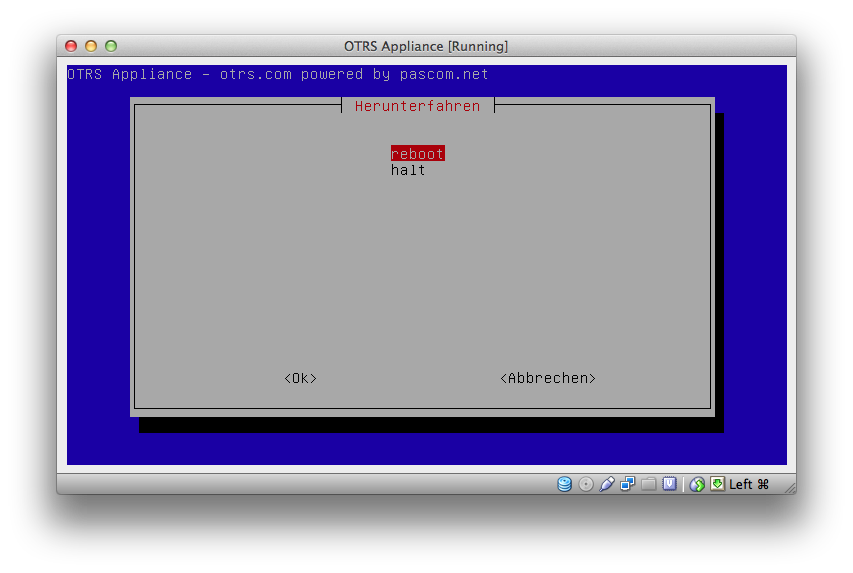 OTRS Appliance [Running]
OTRS Appliance - otrs.com powered by pascom.net
Herunterfahren
reboot
halt
<Ok> <Abbrechen>
Left ⌘